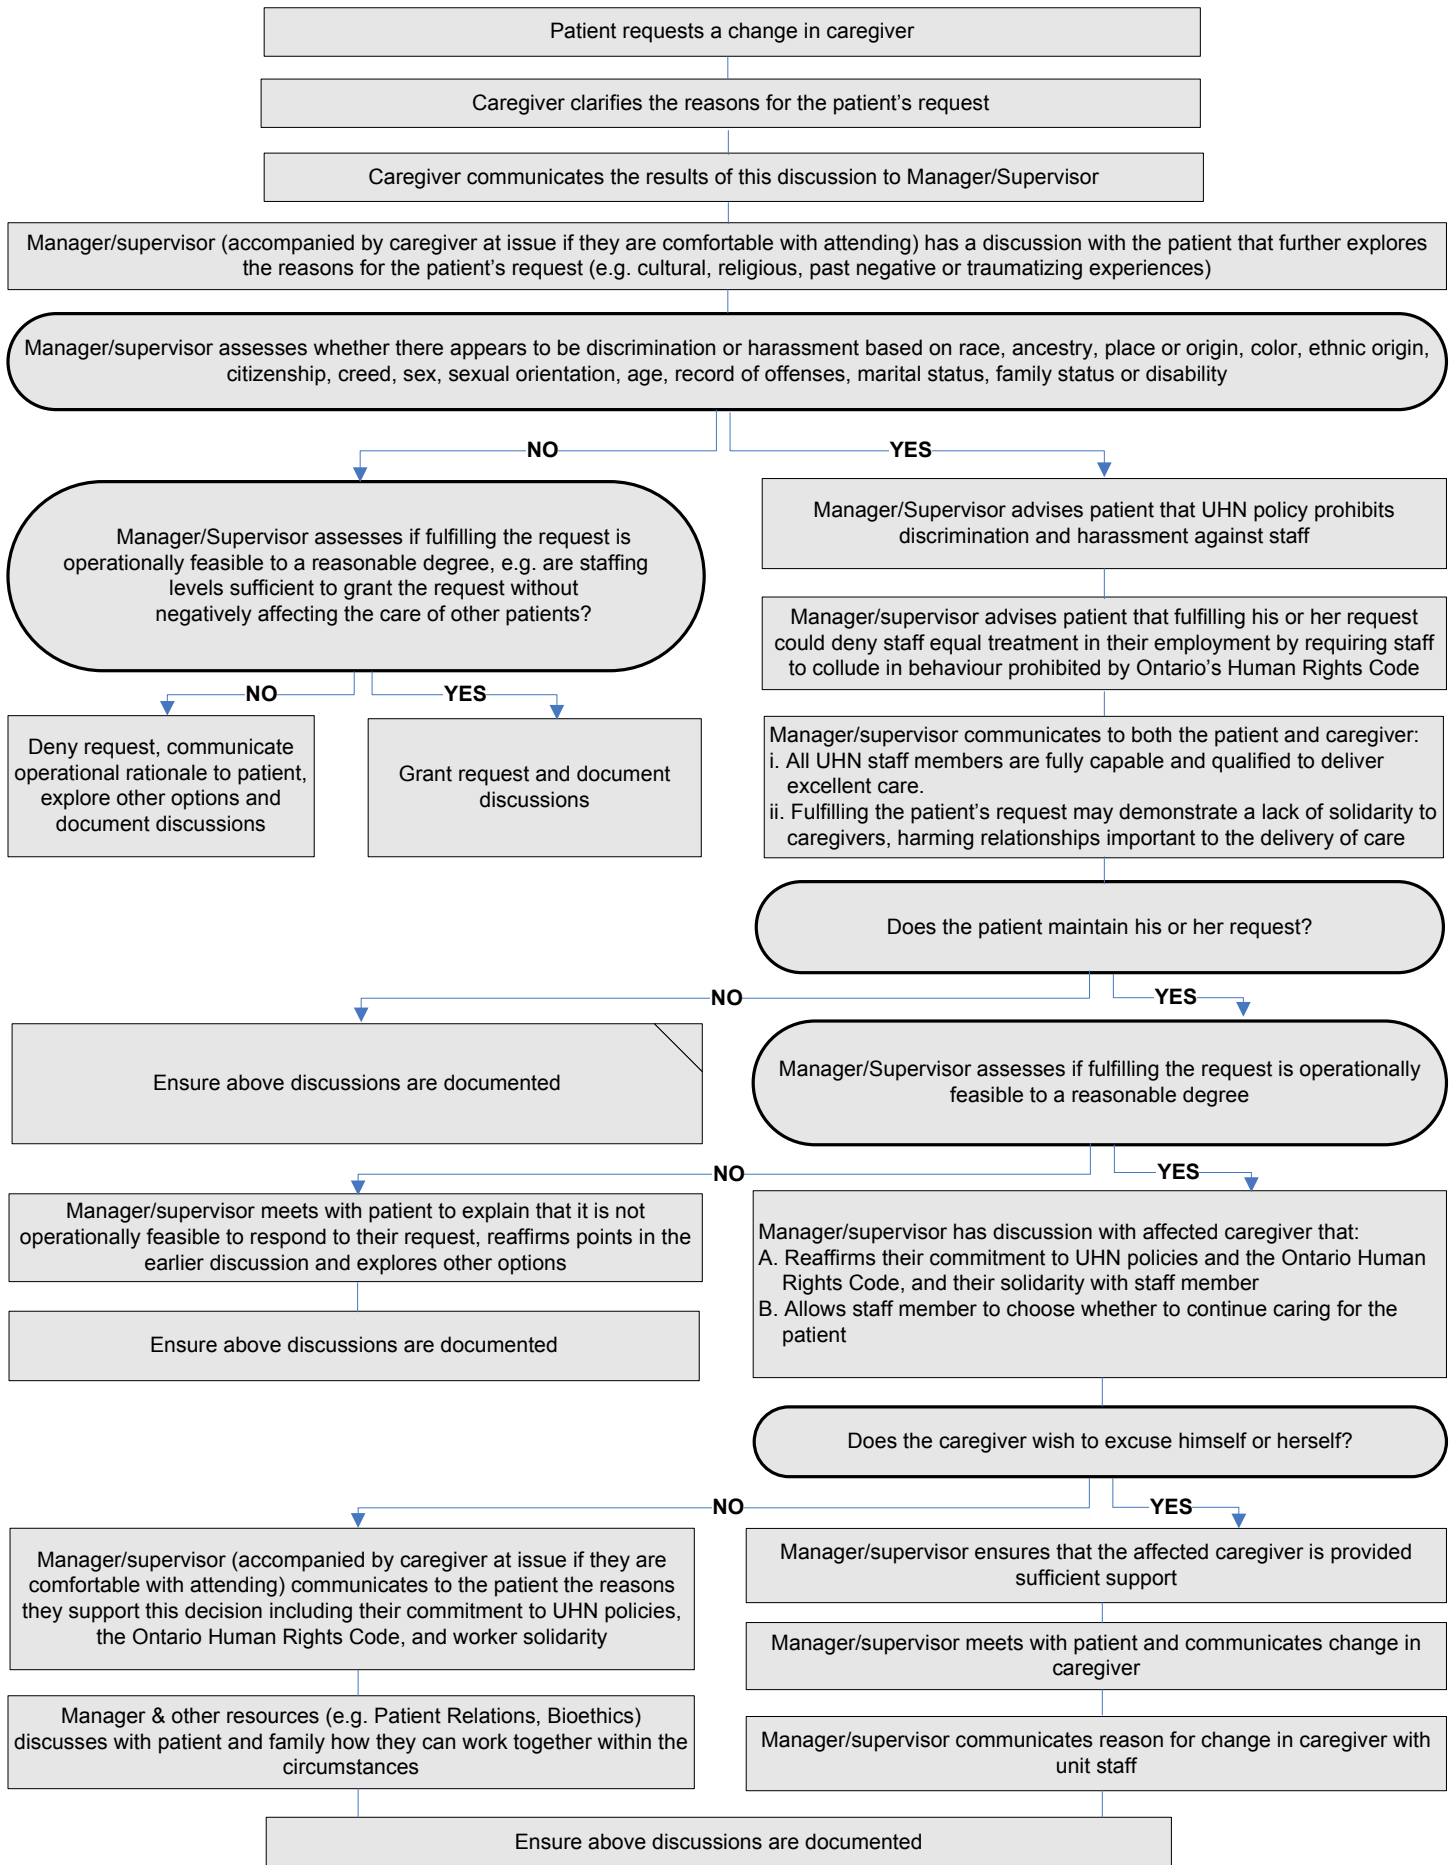 Patient requests a change in caregiver
Caregiver clarifies the reasons for the patient's request
Caregiver communicates the results of this discussion to Manager/Supervisor
Manager/supervisor (accompanied by caregiver at issue if they are comfortable with attending) has a discussion with the patient that further explores
the reasons for the patient's request (e.g. cultural, religious, past negative or traumatizing experiences)
Manager/supervisor assesses whether there appears to be discrimination or harassment based on race, ancestry, place or origin, color, ethnic origin,
citizenship, creed, sex, sexual orientation, age, record of offenses, marital status, family status or disability
NO
YES
Manager/Supervisor assesses if fulfilling the request is
operationally feasible to a reasonable degree, e.g. are staffing
levels sufficient to grant the request without
negatively affecting the care of other patients?
NO
YES
Deny request, communicate
operational rationale to patient,
explore other options and
document discussions
Grant request and document
discussions
Manager/Supervisor advises patient that UHN policy prohibits
discrimination and harassment against staff
Manager/supervisor advises patient that fulfilling his or her request
could deny staff equal treatment in their employment by requiring staff
to collude in behaviour prohibited by Ontario's Human Rights Code
Manager/supervisor communicates to both the patient and caregiver:
i. All UHN staff members are fully capable and qualified to deliver
excellent care.
ii. Fulfilling the patient's request may demonstrate a lack of solidarity to
caregivers, harming relationships important to the delivery of care
Does the patient maintain his or her request?
NO
YES
Ensure above discussions are documented
Manager/Supervisor assesses if fulfilling the request is operationally
feasible to a reasonable degree
NO
YES
Manager/supervisor meets with patient to explain that it is not
operationally feasible to respond to their request, reaffirms points in the
earlier discussion and explores other options
Ensure above discussions are documented
Manager/supervisor has discussion with affected caregiver that:
A. Reaffirms their commitment to UHN policies and the Ontario Human
Rights Code, and their solidarity with staff member
B. Allows staff member to choose whether to continue caring for the
patient
Does the caregiver wish to excuse himself or herself?
NO
YES
Manager/supervisor (accompanied by caregiver at issue if they are
comfortable with attending) communicates to the patient the reasons
they support this decision including their commitment to UHN policies,
the Ontario Human Rights Code, and worker solidarity
Manager & other resources (e.g. Patient Relations, Bioethics)
discusses with patient and family how they can work together within the
circumstances
Manager/supervisor ensures that the affected caregiver is provided
sufficient support
Manager/supervisor meets with patient and communicates change in
caregiver
Manager/supervisor communicates reason for change in caregiver with
unit staff
Ensure above discussions are documented